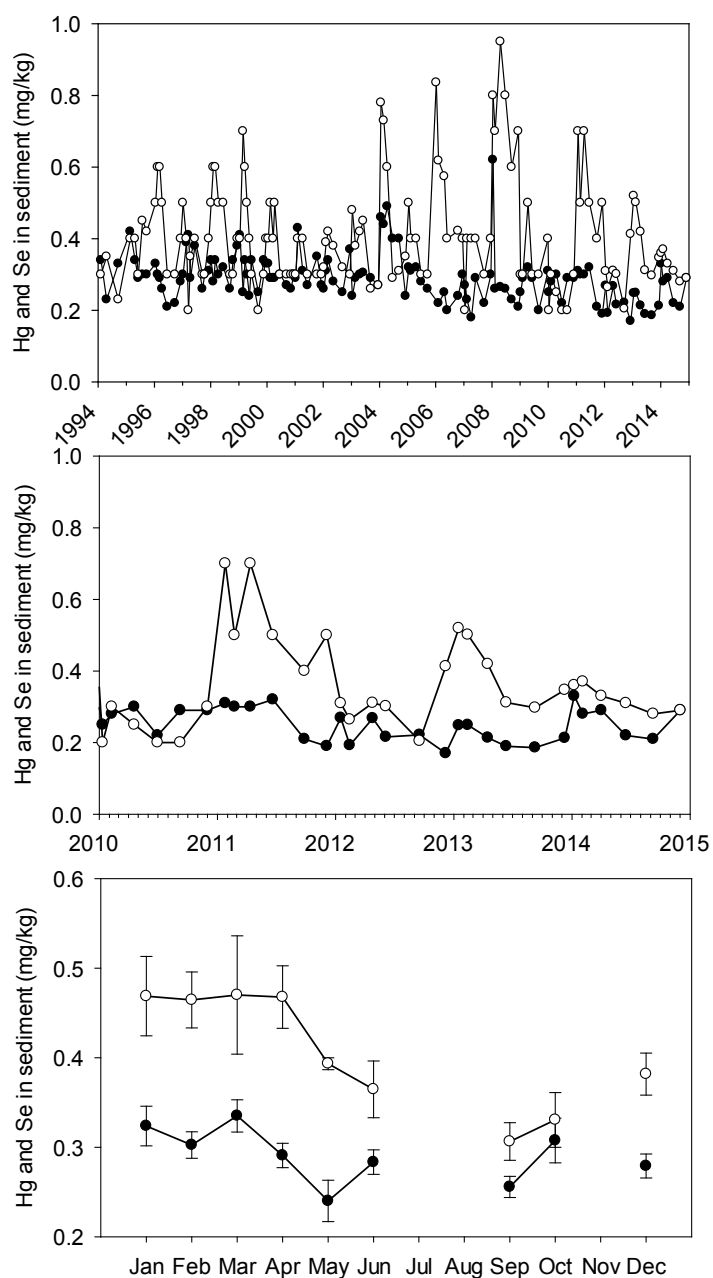 Hg and Se in sediment (mg/kg)
1.0
0.8
0.6
0.4
0.2
0.0
1994 1996 1998 2000 2002 2004 2006 2008 2010 2012 2014
Hg and Se in sediment (mg/kg)
1.0
0.8
0.6
0.4
0.2
0.0
2010 2011 2012 2013 2014 2015
Hg and Se in sediment (mg/kg)
0.6
0.5
0.4
0.3
0.2
Jan Feb Mar Apr May Jun Jul Aug Sep Oct Nov Dec